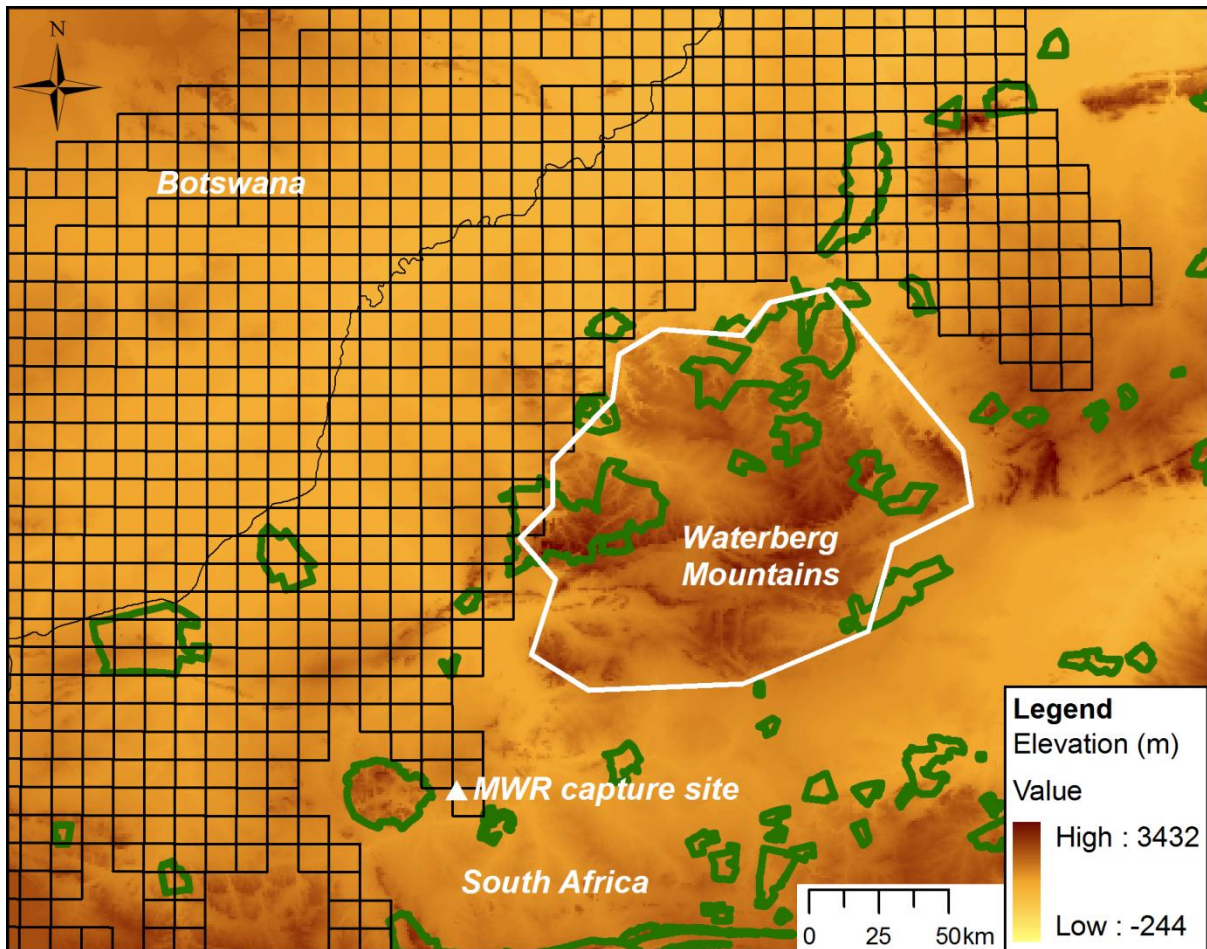 N
Botswana
Waterberg
Mountains
MWR capture site
South Africa
Legend
Elevation (m)
Value
High : 3432
Low : -244
0 25 50km